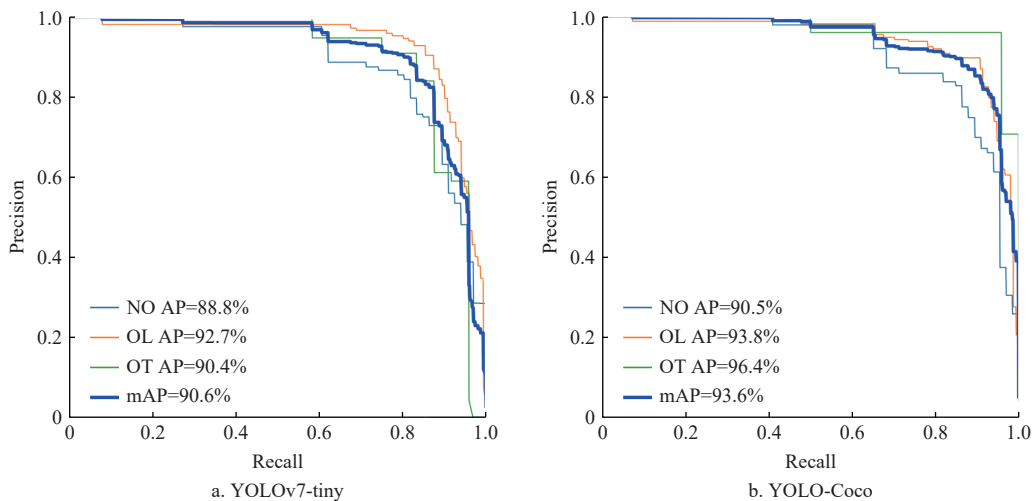 1.0
0.8
0.6
0.4
0.2
0
Precision
NO AP=88.8%
OL AP=92.7%
OT AP=90.4%
mAP=90.6%
0 0.2 0.4 0.6 0.8 1.0
Recall
a. YOLOv7-tiny
1.0
0.8
0.6
0.4
0.2
0
Precision
NO AP=90.5%
OL AP=93.8%
OT AP=96.4%
mAP=93.6%
0 0.2 0.4 0.6 0.8 1.0
Recall
b. YOLO-Coco